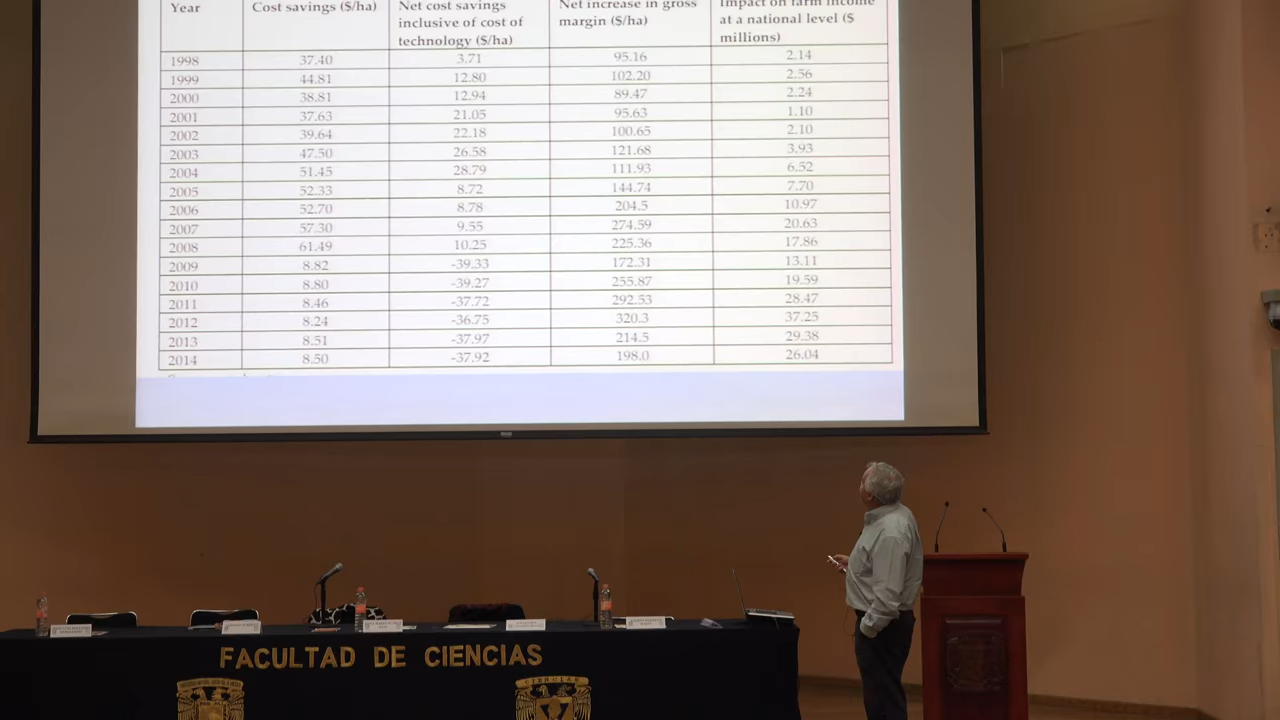 Year Cost savings ($/ha) Net cost savings inclusive of cost of technology ($/ha) Net increase in gross margin ($/ha) Impact on farm income at a national level ($ millions)
1998 37.40 3.71 95.16 2.14
1999 44.81 12.80 102.20 2.56
2000 38.81 12.94 89.47 2.24
2001 37.63 21.05 95.63 1.10
2002 39.64 22.18 100.65 2.10
2003 47.50 26.58 121.68 3.93
2004 51.45 28.79 111.93 6.52
2005 52.33 8.72 144.74 7.70
2006 52.70 8.78 204.5 10.97
2007 57.30 9.55 274.59 20.63
2008 61.49 10.25 225.36 17.86
2009 8.82 -39.33 172.31 13.11
2010 8.80 -39.27 255.87 19.59
2011 8.46 -37.72 292.53 28.47
2012 8.24 -36.75 320.3 37.25
2013 8.51 -37.97 214.5 29.38
2014 8.50 -37.92 198.0 26.04
FACULTAD DE CIENCIAS
CIENCIAS